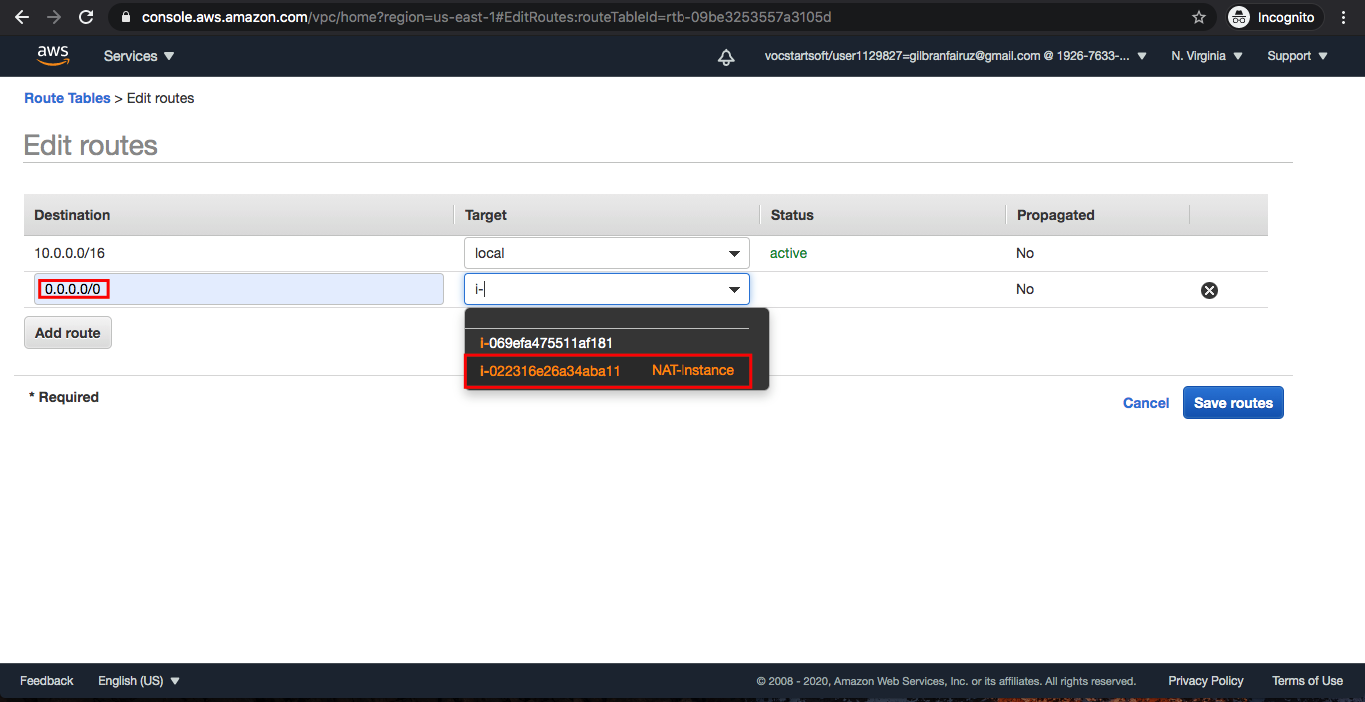 console.aws.amazon.com/vpc/home?region=us-east-1#EditRoutes:routeTableId=rtb-09be3253557a3105d Incognito
aws Services vocstartsoft/user1129827=gilbranfairuz@gmail.com @ 1926-7633-... N. Virginia Support
Route Tables > Edit routes
Edit routes
Destination Target Status Propagated
10.0.0.0/16 local active No
0.0.0.0/0 i- No
Add route
i-069efa475511af181
i-022316e26a34aba11 NAT-Instance
* Required
Cancel Save routes
Feedback English (US) © 2008 - 2020, Amazon Web Services, Inc. or its affiliates. All rights reserved. Privacy Policy Terms of Use